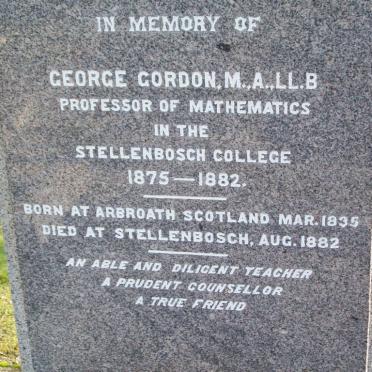 IN MEMORY OF
GEORGE GORDON, M.,A.,LL.B
PROFESSOR OF MATHEMATICS
IN THE
STELLENBOSCH COLLEGE
1875—1882.
BORN AT ARBROATH SCOTLAND MAR. 1835
DIED AT STELLENBOSCH, AUG. 1882
AN ABLE AND DILIGENT TEACHER
A PRUDENT COUNSELLOR
A TRUE FRIEND